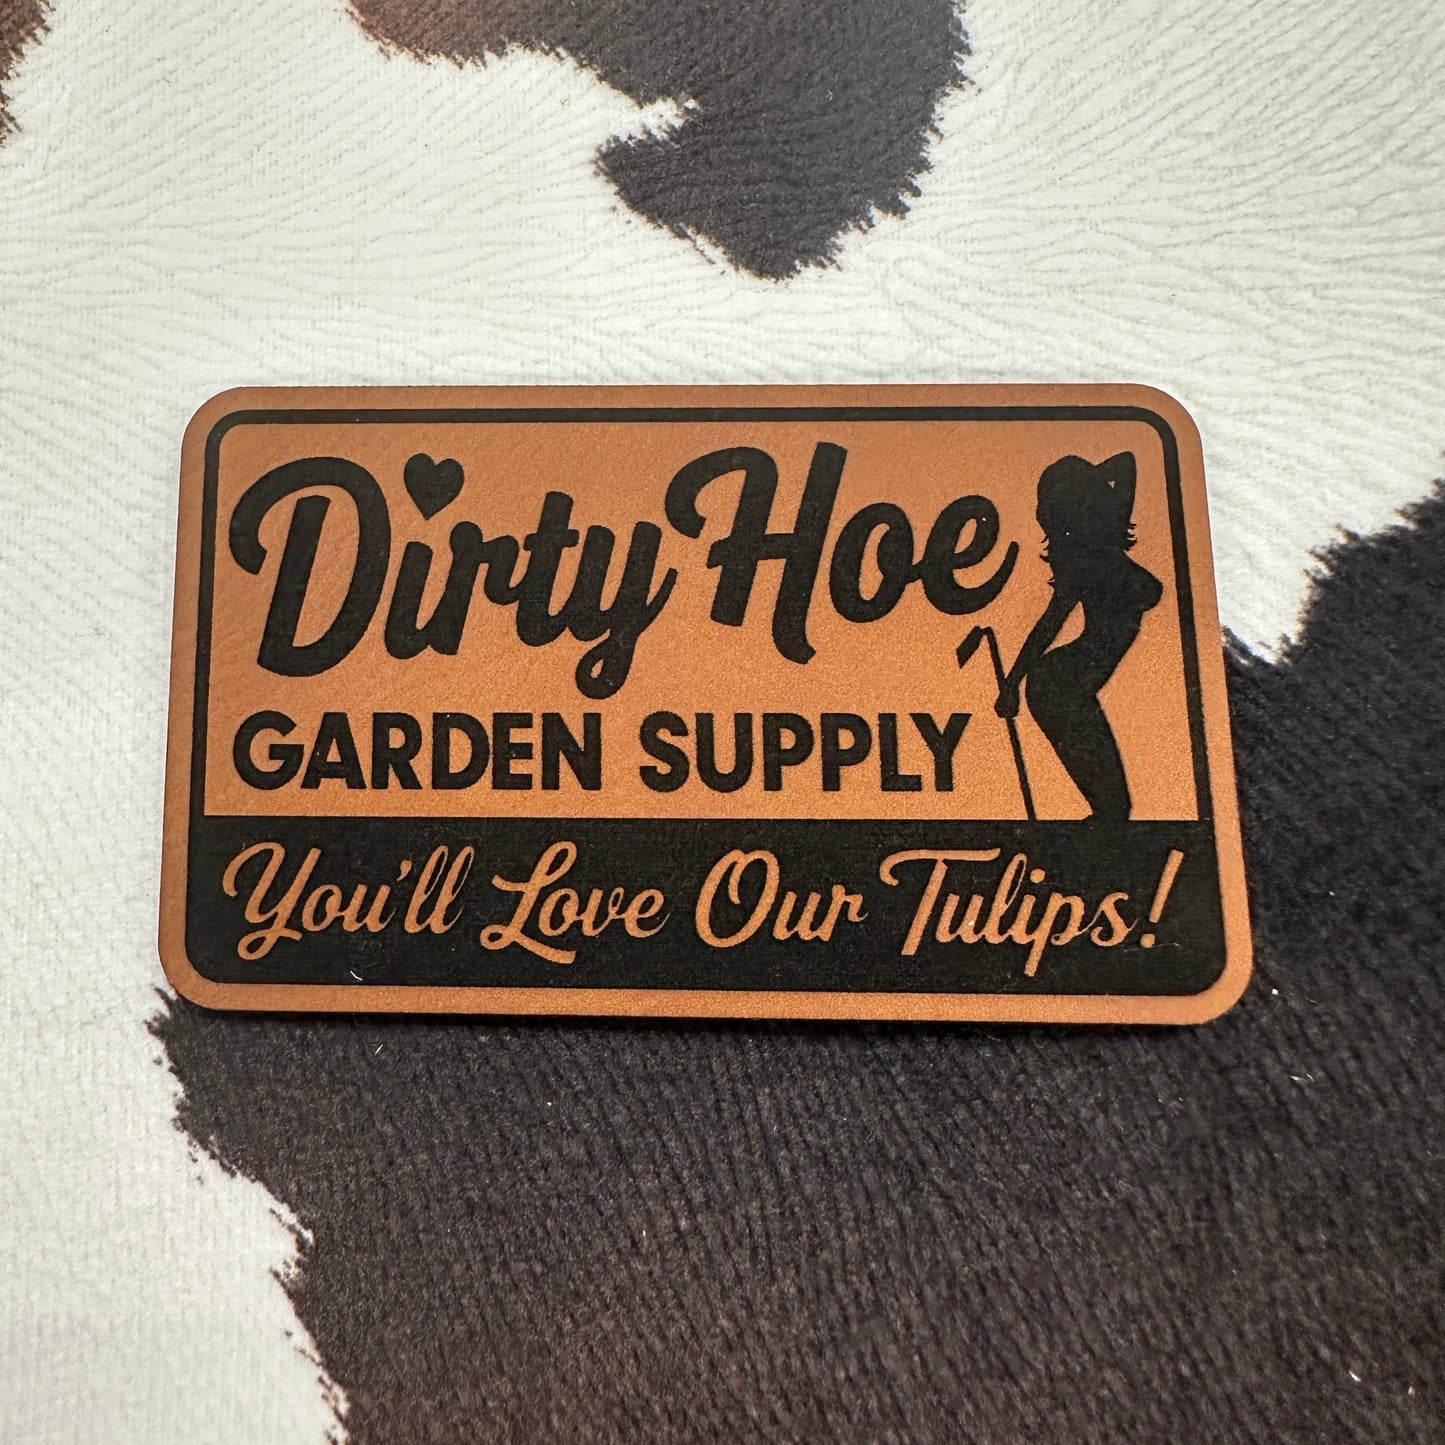 Dirty Hoe
GARDEN SUPPLY
You'll Love Our Tulips!